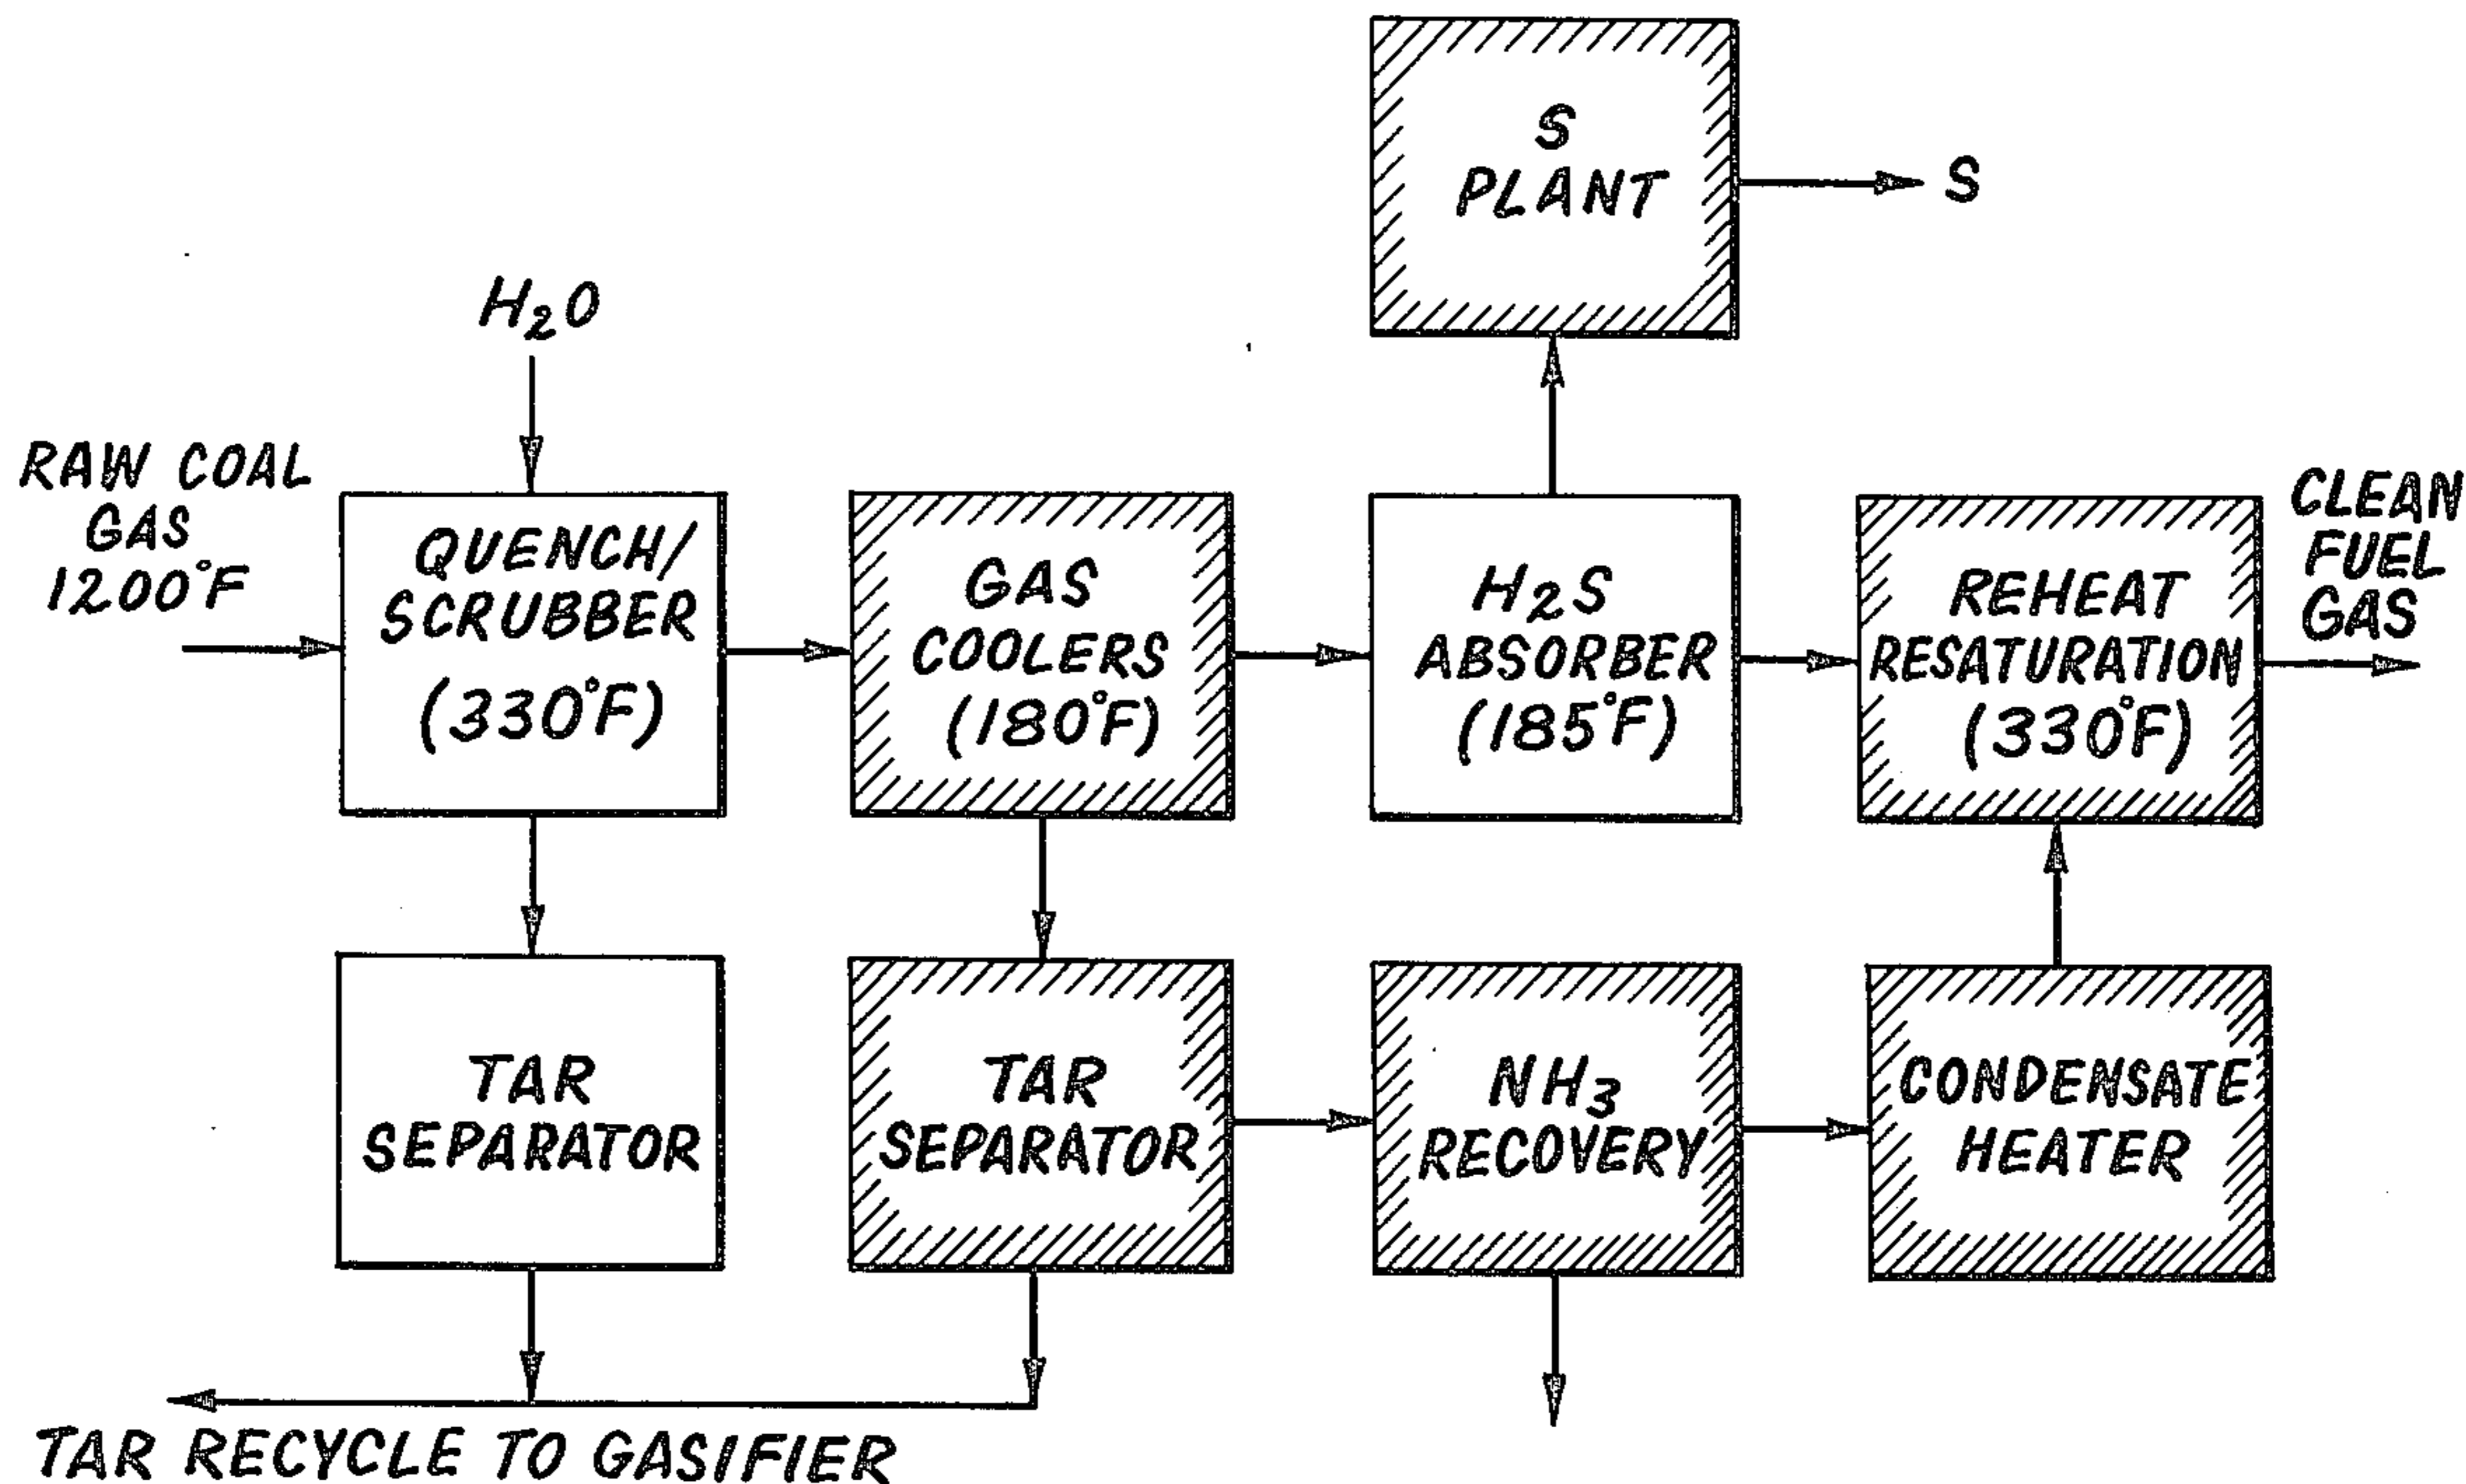 S
PLANT
S
H₂O
RAW COAL
GAS
1200°F
QUENCH/
SCRUBBER
(330°F)
GAS
COOLERS
(180°F)
H₂S
ABSORBER
(185°F)
REHEAT
RESATURATION
(330°F)
CLEAN
FUEL
GAS
TAR
SEPARATOR
TAR
SEPARATOR
NH₃
RECOVERY
CONDENSATE
HEATER
TAR RECYCLE TO GASIFIER